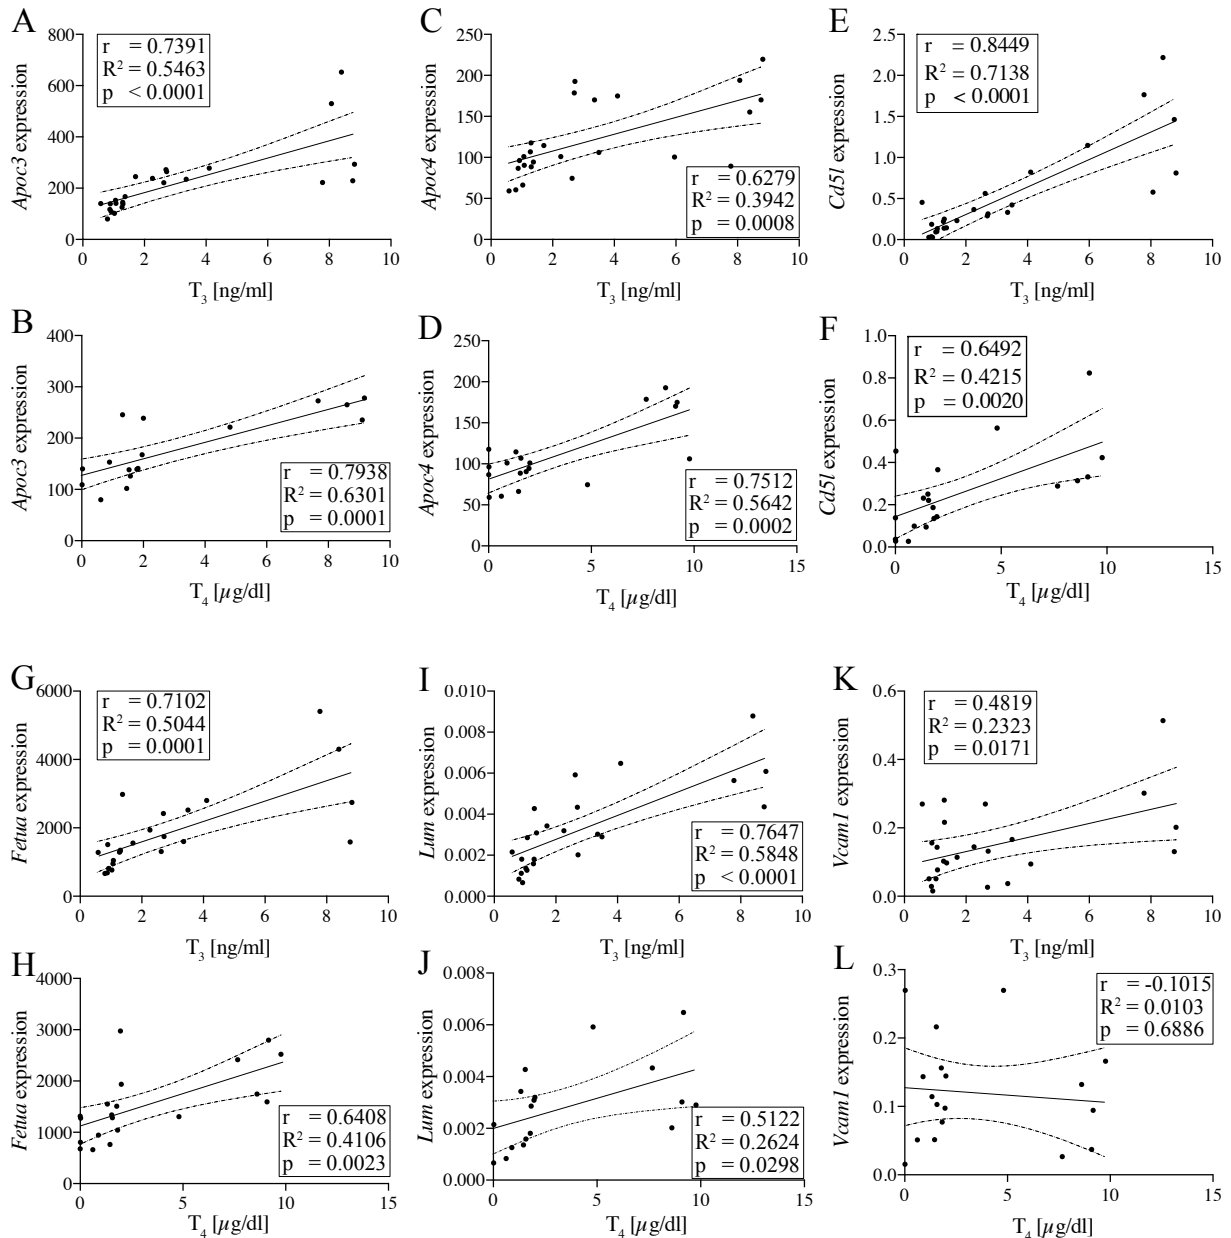 A
Apoc3 expression
800
600
400
200
0
r = 0.7391
R² = 0.5463
p < 0.0001
0 2 4 6 8 10
T₃ [ng/ml]
C
Apoc4 expression
250
200
150
100
50
0
r = 0.6279
R² = 0.3942
p = 0.0008
0 2 4 6 8 10
T₃ [ng/ml]
E
Cd5l expression
2.5
2.0
1.5
1.0
0.5
0.0
r = 0.8449
R² = 0.7138
p < 0.0001
0 2 4 6 8 10
T₃ [ng/ml]
B
Apoc3 expression
400
300
200
100
0
r = 0.7938
R² = 0.6301
p = 0.0001
0 2 4 6 8 10
T₄ [µg/dl]
D
Apoc4 expression
250
200
150
100
50
0
r = 0.7512
R² = 0.5642
p = 0.0002
0 5 10 15
T₄ [µg/dl]
F
Cd5l expression
1.0
0.8
0.6
0.4
0.2
0.0
r = 0.6492
R² = 0.4215
p = 0.0020
0 5 10 15
T₄ [µg/dl]
G
Fetua expression
6000
4000
2000
0
r = 0.7102
R² = 0.5044
p = 0.0001
0 2 4 6 8 10
T₃ [ng/ml]
I
Lum expression
0.010
0.008
0.006
0.004
0.002
0.000
r = 0.7647
R² = 0.5848
p < 0.0001
0 2 4 6 8 10
T₃ [ng/ml]
K
Vcam1 expression
0.6
0.4
0.2
0.0
r = 0.4819
R² = 0.2323
p = 0.0171
0 2 4 6 8 10
T₃ [ng/ml]
H
Fetua expression
4000
3000
2000
1000
0
r = 0.6408
R² = 0.4106
p = 0.0023
0 5 10 15
T₄ [µg/dl]
J
Lum expression
0.008
0.006
0.004
0.002
0.000
r = 0.5122
R² = 0.2624
p = 0.0298
0 5 10 15
T₄ [µg/dl]
L
Vcam1 expression
0.3
0.2
0.1
0.0
r = -0.1015
R² = 0.0103
p = 0.6886
0 5 10 15
T₄ [µg/dl]